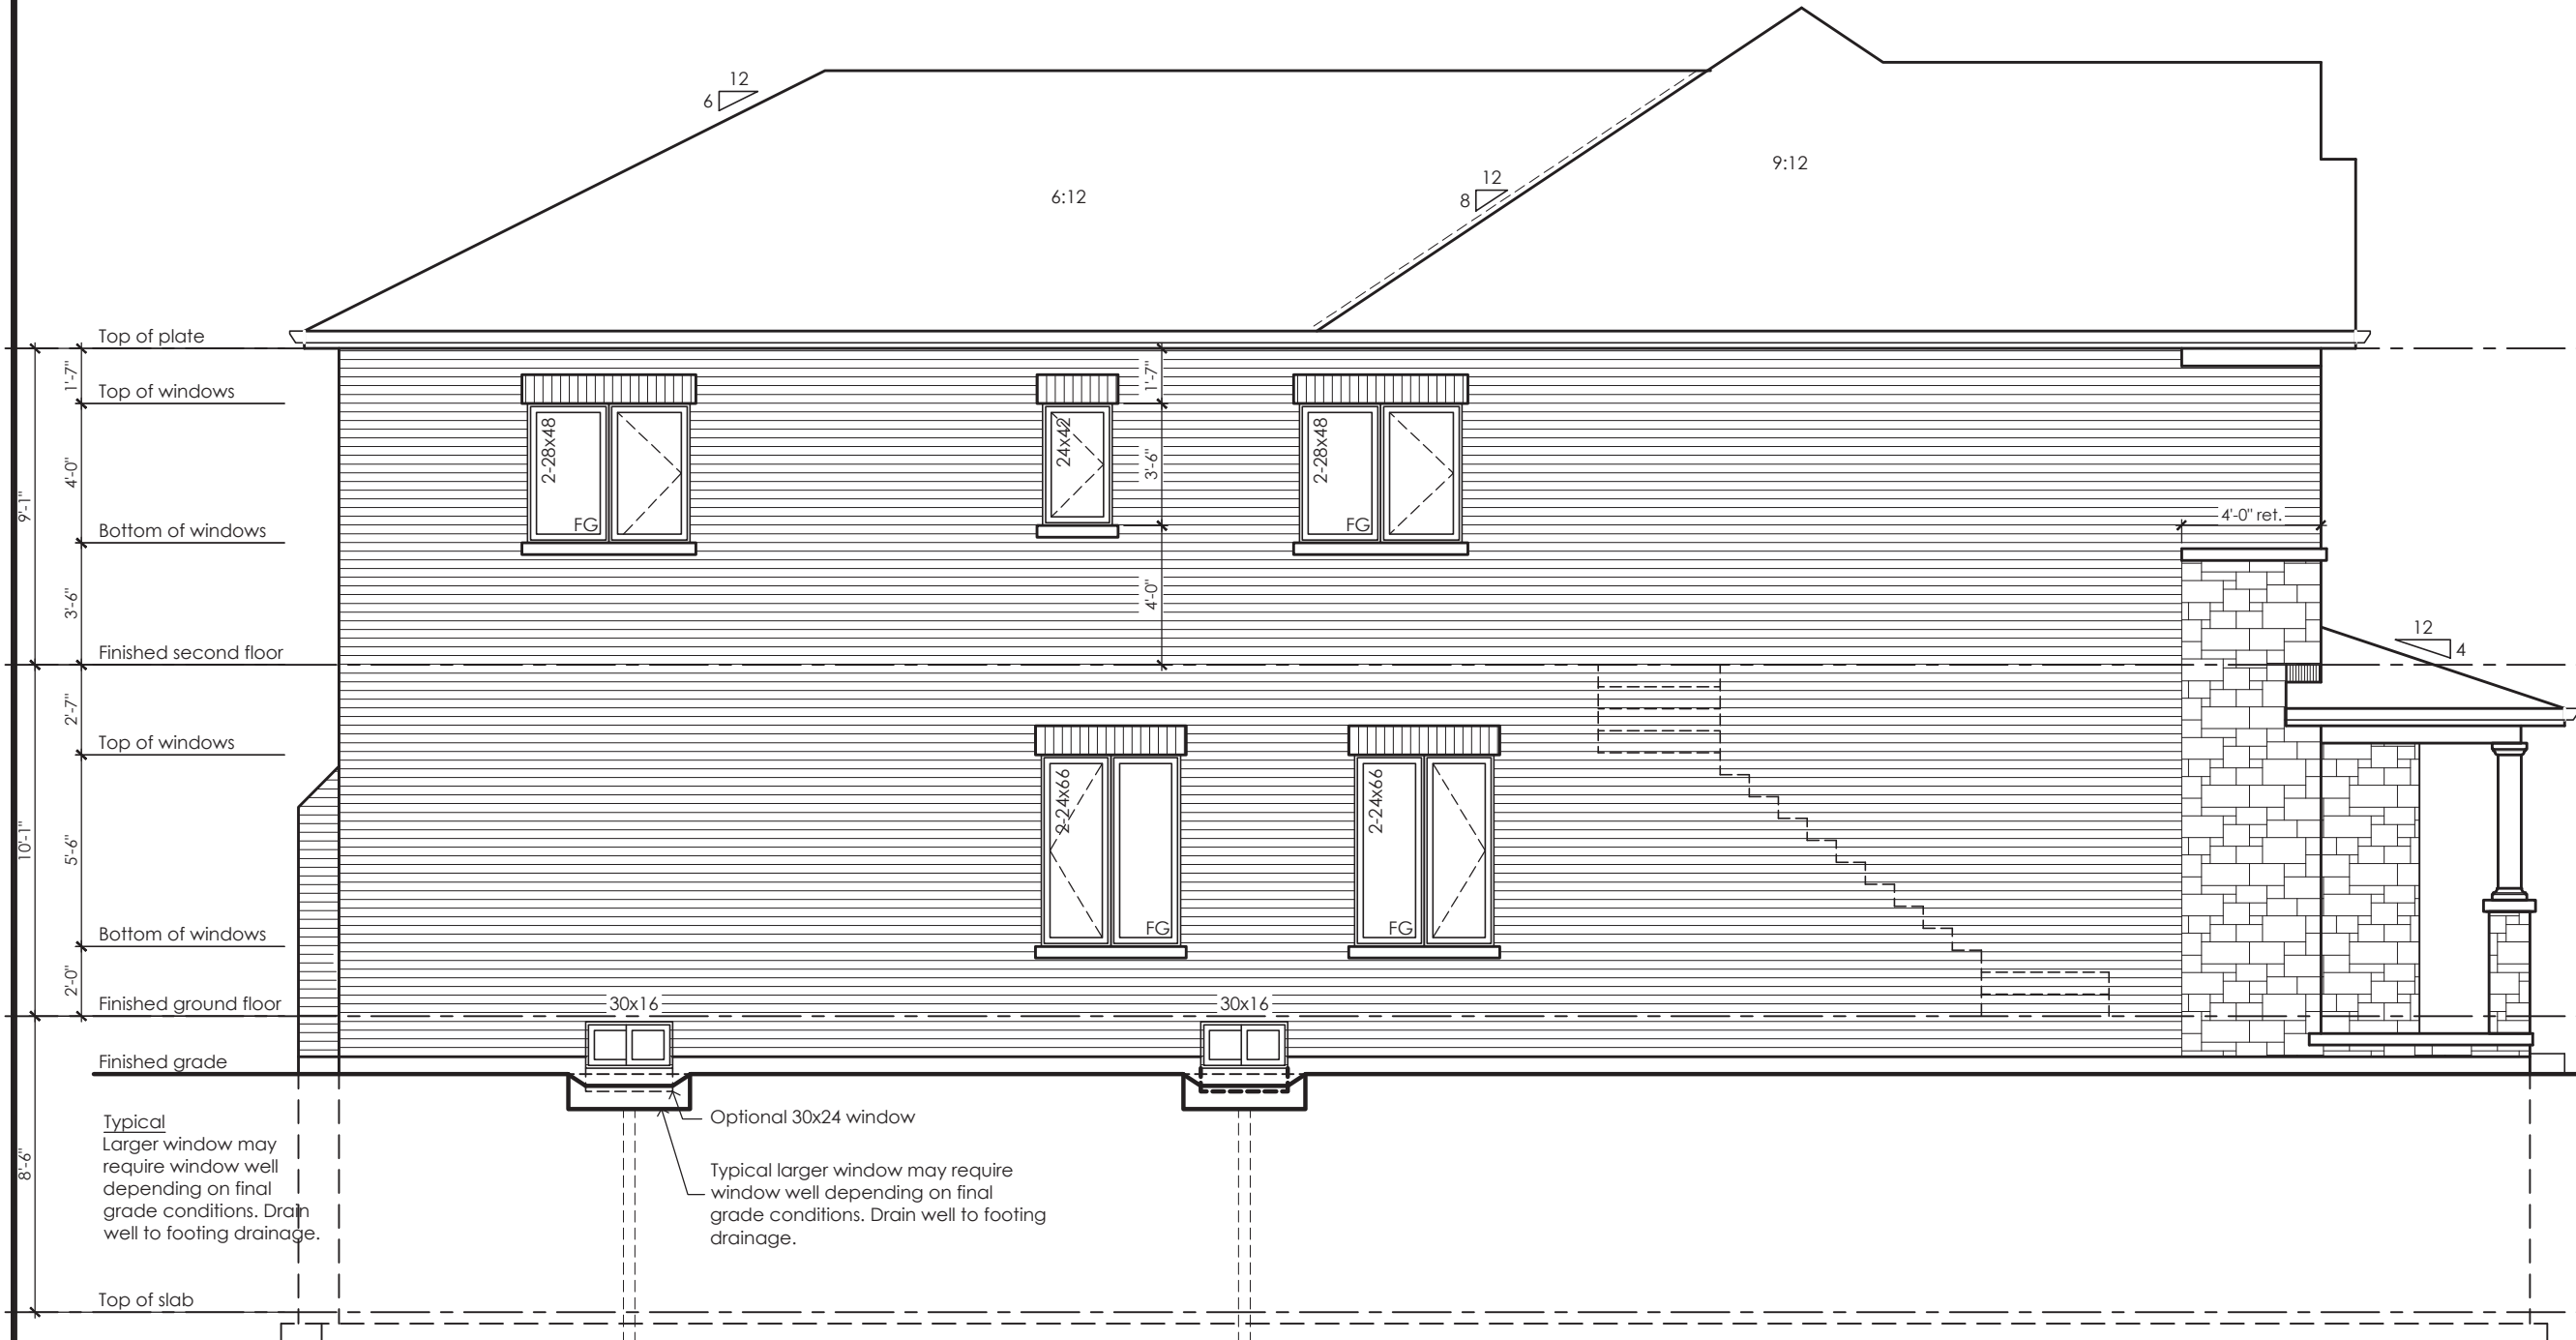 12
6
6:12
12
8
9:12
Top of plate
1'-7"
Top of windows
4'-0"
9'-1"
Bottom of windows
3'-6"
Finished second floor
2-28x48
FG
24x42
1'-7"
3'-6"
4'-0"
2-28x48
FG
4'-0" ret.
12
4
2'-7"
Top of windows
10'-1"
5'-6"
Bottom of windows
2'-0"
Finished ground floor
2-24x66
FG
2-24x66
FG
30x16
30x16
Finished grade
8'-6"
Typical
Larger window may
require window well
depending on final
grade conditions. Drain
well to footing drainage.
Optional 30x24 window
Typical larger window may require
window well depending on final
grade conditions. Drain well to footing
drainage.
Top of slab